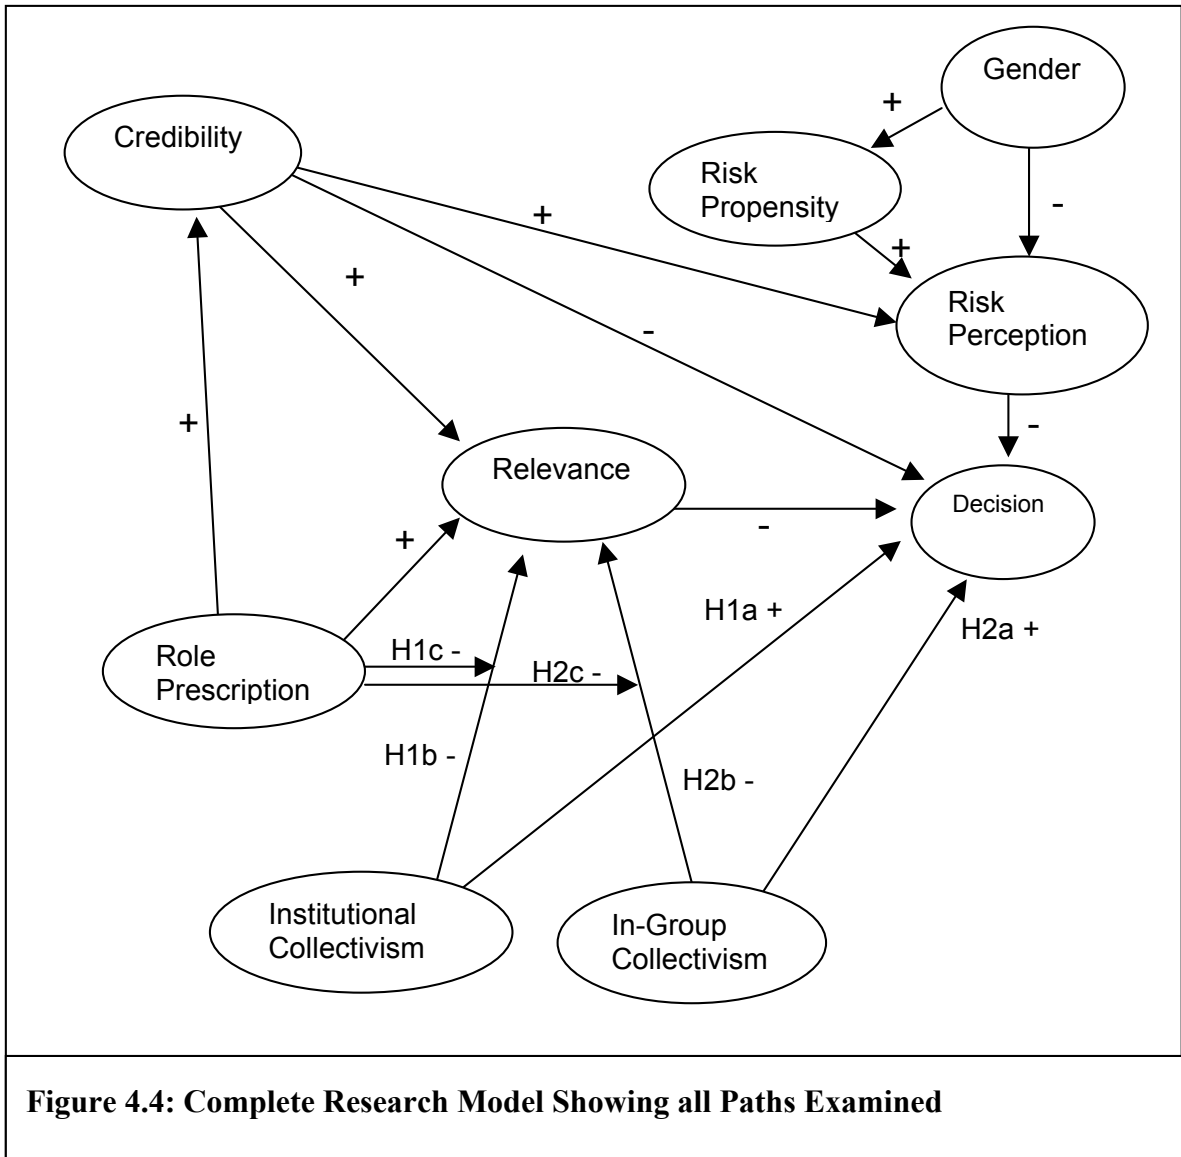 Gender
+
Credibility
Risk
Propensity
-
+
+
+
Risk
Perception
-
+
-
Relevance
Decision
-
+
H1a +
H2a +
Role
Prescription
H1c -
H2c -
H1b -
H2b -
Institutional
Collectivism
In-Group
Collectivism
Figure 4.4: Complete Research Model Showing all Paths Examined